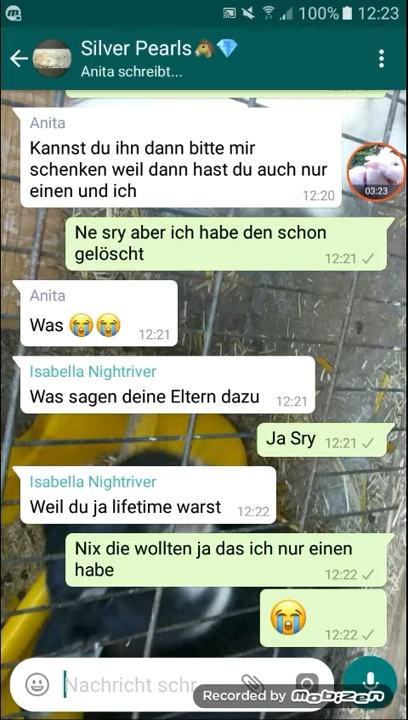 100% 12:23
Silver Pearls🐴💎
Anita schreibt...
Anita
Kannst du ihn dann bitte mir
schenken weil dann hast du auch nur
einen und ich
12:20
03:23
Ne sry aber ich habe den schon
gelöscht
12:21
Anita
Was 😭😭
12:21
Isabella Nightriver
Was sagen deine Eltern dazu
12:21
Ja Sry
12:21
Isabella Nightriver
Weil du ja lifetime warst
12:22
Nix die wollten ja das ich nur einen
habe
12:22
😭
12:22
Nachricht schr
Recorded by mobizen